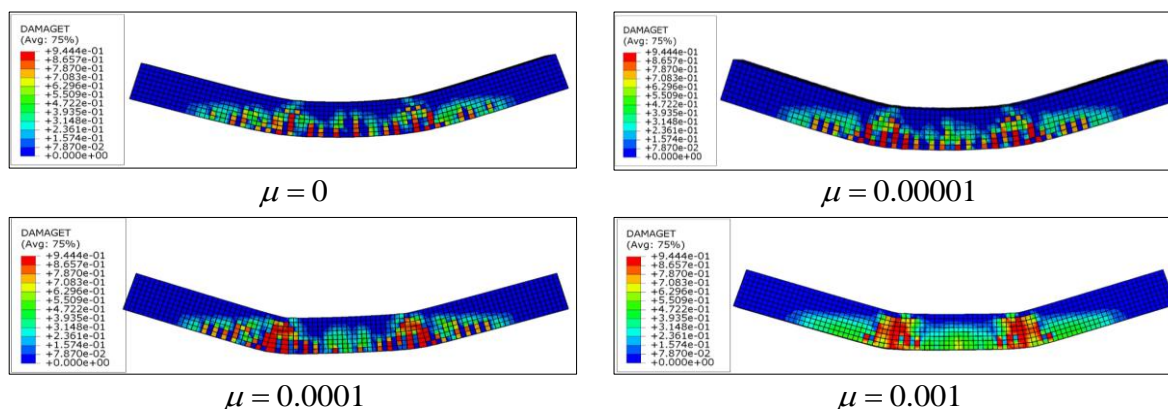 DAMAGET
(Avg: 75%)
+9.444e-01
+8.657e-01
+7.870e-01
+7.083e-01
+6.296e-01
+5.509e-01
+4.722e-01
+3.935e-01
+3.148e-01
+2.361e-01
+1.574e-01
+7.870e-02
+0.000e+00
μ = 0
DAMAGET
(Avg: 75%)
+9.444e-01
+8.657e-01
+7.870e-01
+7.083e-01
+6.296e-01
+5.509e-01
+4.722e-01
+3.935e-01
+3.148e-01
+2.361e-01
+1.574e-01
+7.870e-02
+0.000e+00
μ = 0.00001
DAMAGET
(Avg: 75%)
+9.444e-01
+8.657e-01
+7.870e-01
+7.083e-01
+6.296e-01
+5.509e-01
+4.722e-01
+3.935e-01
+3.148e-01
+2.361e-01
+1.574e-01
+7.870e-02
+0.000e+00
μ = 0.0001
DAMAGET
(Avg: 75%)
+9.444e-01
+8.657e-01
+7.870e-01
+7.083e-01
+6.296e-01
+5.509e-01
+4.722e-01
+3.935e-01
+3.148e-01
+2.361e-01
+1.574e-01
+7.870e-02
+0.000e+00
μ = 0.001